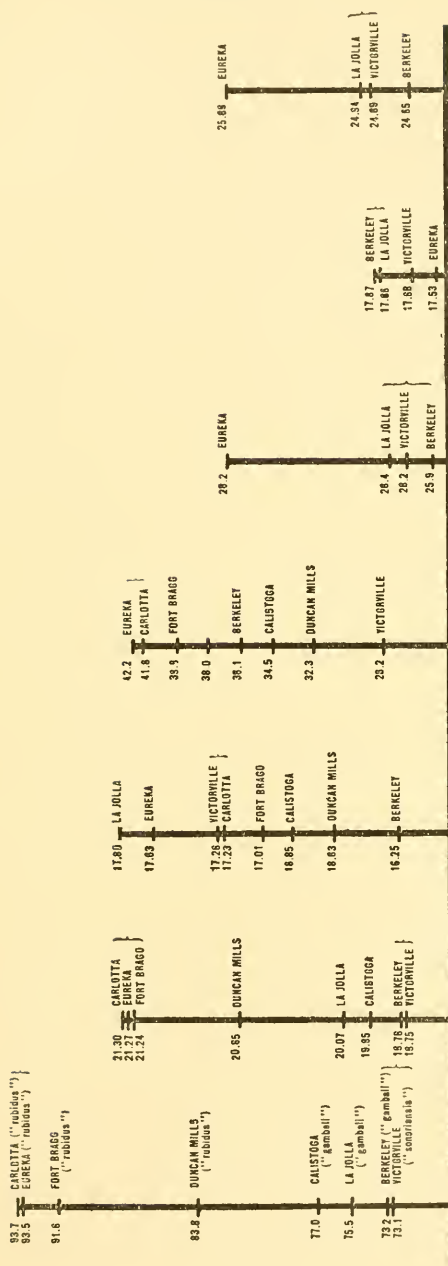 93.7 CARLOTTA ("rubidus")
93.5 EUREKA ("rubidus")
91.6 FORT BRAGG
("rubidus")
83.8 DUNCAN MILLS
("rubidus")
77.0 CALISTOGA
("gambeli")
75.5 LA JOLLA
("gambeli")
73.2 BERKELEY ("gambeli")
73.1 VICTORVILLE
("sonoriensis")
21.30 CARLOTTA
21.27 EUREKA
21.24 FORT BRAGG
20.65 DUNCAN MILLS
20.07 LA JOLLA
19.95 CALISTOGA
19.78 BERKELEY
19.75 VICTORVILLE
17.80 LA JOLLA
17.63 EUREKA
17.26 VICTORVILLE
17.23 CARLOTTA
17.01 FORT BRAGG
16.85 CALISTOGA
16.63 DUNCAN MILLS
16.25 BERKELEY
42.2 EUREKA
41.8 CARLOTTA
39.9 FORT BRAGG
38.0
36.1 BERKELEY
34.5 CALISTOGA
32.3 DUNCAN MILLS
28.2 VICTORVILLE
28.2 EUREKA
26.4 LA JOLLA
26.2 VICTORVILLE
25.9 BERKELEY
17.87 BERKELEY
17.86 LA JOLLA
17.68 VICTORVILLE
17.53 EUREKA
25.69 EUREKA
24.94 LA JOLLA
24.89 VICTORVILLE
24.65 BERKELEY